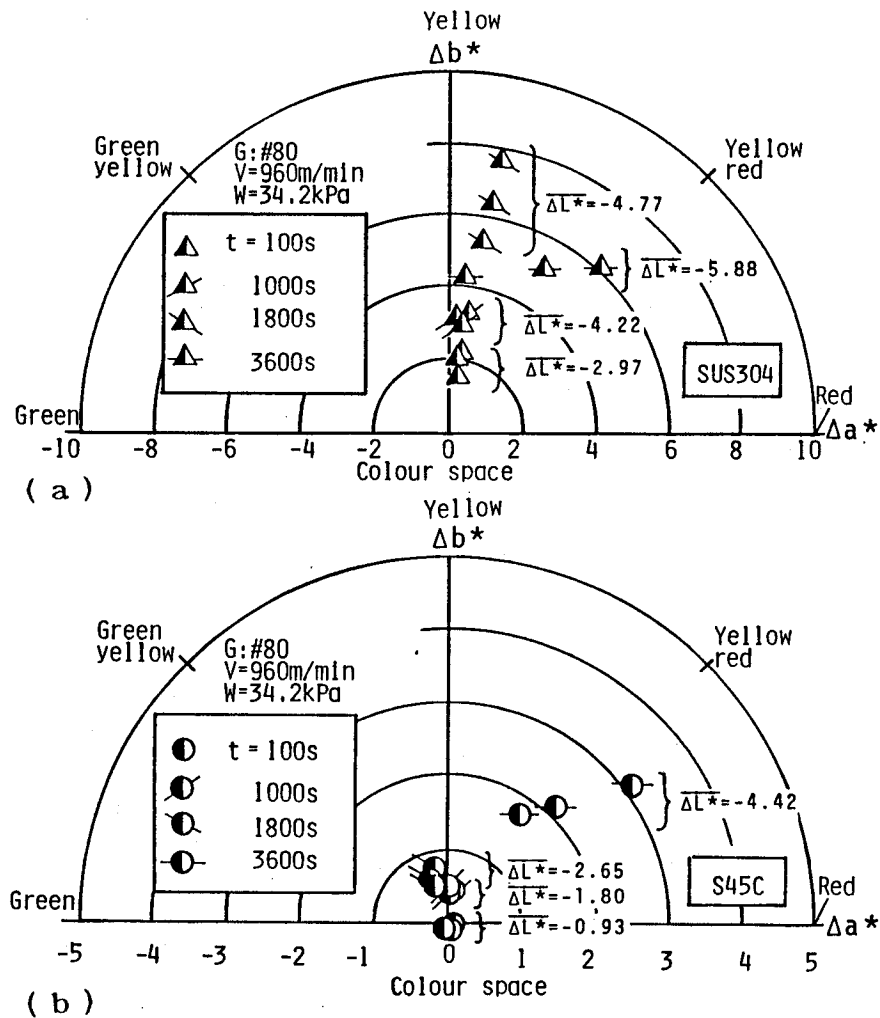 Yellow
Δb*
Green yellow
Yellow red
G:#80
V=960m/min
W=34.2kPa
t = 100s
1000s
1800s
3600s
ΔL*=-4.77
ΔL*=-5.88
ΔL*=-4.22
ΔL*=-2.97
SUS304
Green
Red
-10 -8 -6 -4 -2 0 2 4 6 8 10 Δa*
Colour space
(a)
Yellow
Δb*
Green yellow
Yellow red
G:#80
V=960m/min
W=34.2kPa
t = 100s
1000s
1800s
3600s
ΔL*=-4.42
ΔL*=-2.65
ΔL*=-1.80
ΔL*=-0.93
S45C
Green
Red
Δa*
-5 -4 -3 -2 -1 0 1 2 3 4 5
Colour space
(b)